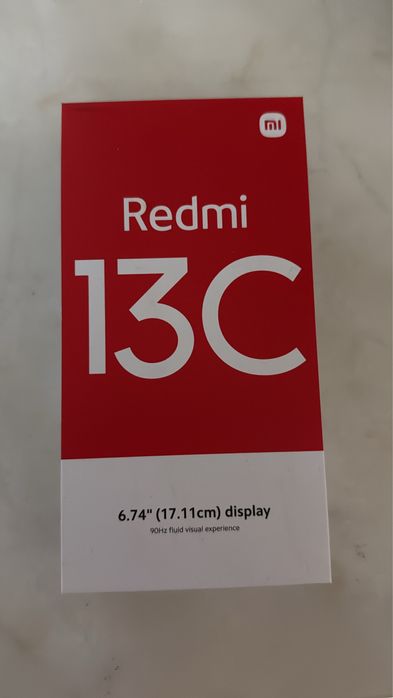 mi
Redmi
13C
6.74" (17.11cm) display
90Hz fluid visual experience